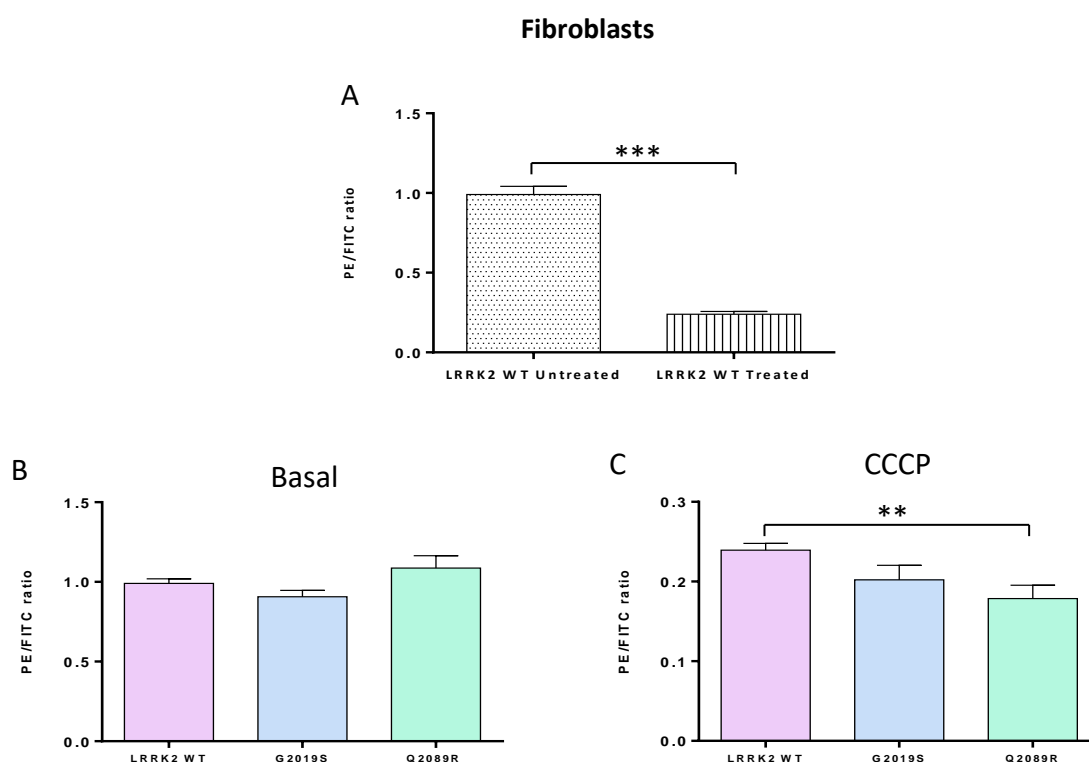 Fibroblasts
A
PE/FITC ratio
1.5
1.0
0.5
0.0
***
LRRK2 WT Untreated LRRK2 WT Treated
B
Basal
PE/FITC ratio
1.5
1.0
0.5
0.0
LRRK2 WT G2019S Q2089R
C
CCCP
PE/FITC ratio
0.3
0.2
0.1
0.0
**
LRRK2 WT G2019S Q2089R